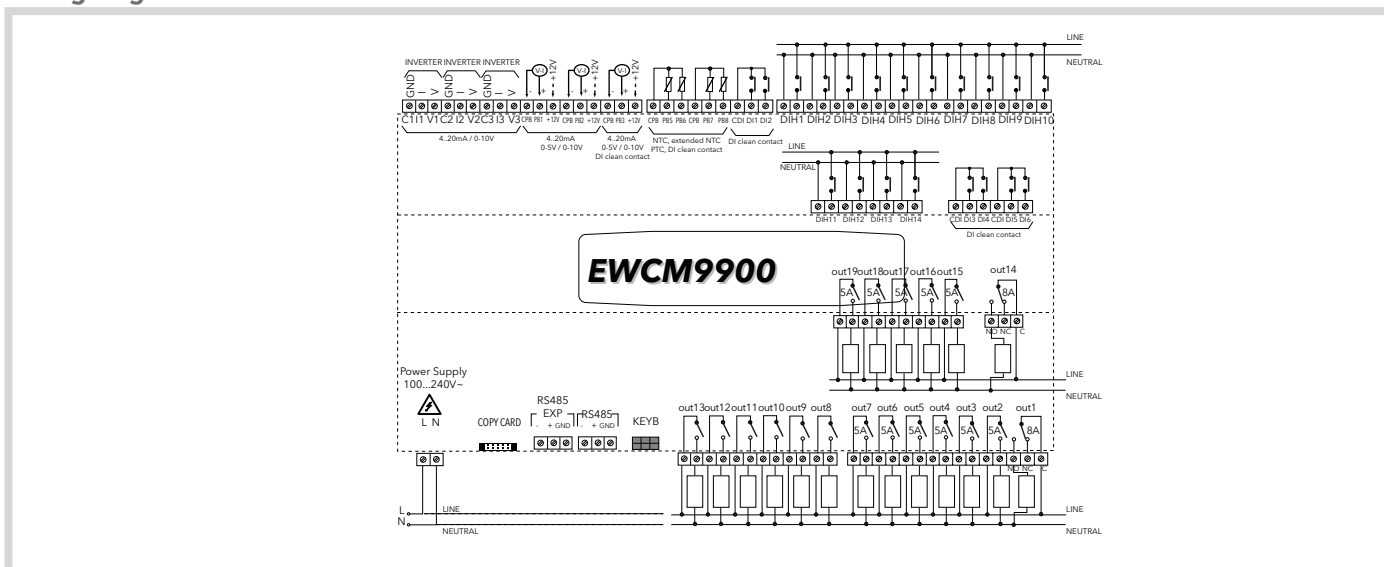 LINE
NEUTRAL
INVERTER INVERTER INVERTER
GND I V GND I V GND I V
V-I V-I V-I
- + +12V - + +12V - + +12V
C1 I1 V1 C2 I2 V2 C3 I3 V3 CPB PB1 +12V CPB PB2 +12V CPB PB3 +12V CPB PB5 PB6 CPB PB7 PB8 CDI DI1 DI2 DIH1 DIH2 DIH3 DIH4 DIH5 DIH6 DIH7 DIH8 DIH9 DIH10
4..20mA / 0-10V
4..20mA
0-5V / 0-10V
4..20mA
0-5V / 0-10V
DI clean contact
NTC, extended NTC
PTC, DI clean contact
DI clean contact
LINE
NEUTRAL
DIH11 DIH12 DIH13 DIH14
CDI DI3 DI4 CDI DI5 DI6
DI clean contact
EWCM9900
out19 out18 out17 out16 out15
out14
5A 5A 5A 5A 5A
8A
NO NC C
LINE
NEUTRAL
Power Supply
100...240V~
L N
COPY CARD
RS485
EXP
- + GND
RS485
- + GND
KEYB
out13 out12 out11 out10 out9 out8
out7 out6 out5 out4 out3 out2 out1
5A 5A 5A 5A 5A 5A 8A
NO NC C
L
LINE
N
NEUTRAL
LINE
NEUTRAL